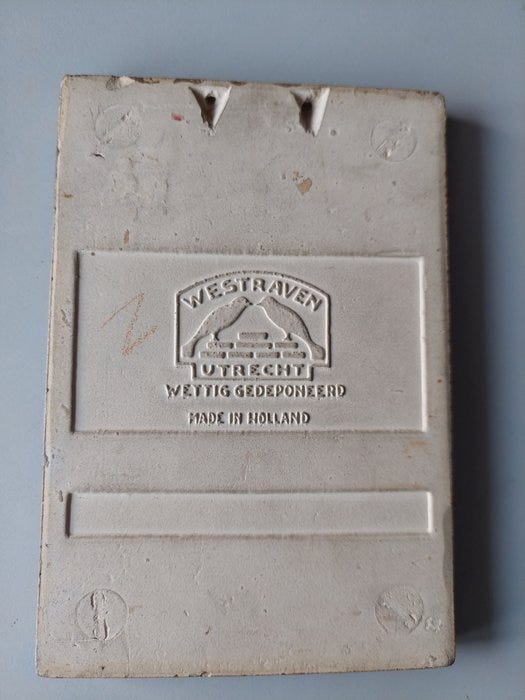 WESTRAVEN
UTRECHT
WETTIG GEDEPONEERD
MADE IN HOLLAND